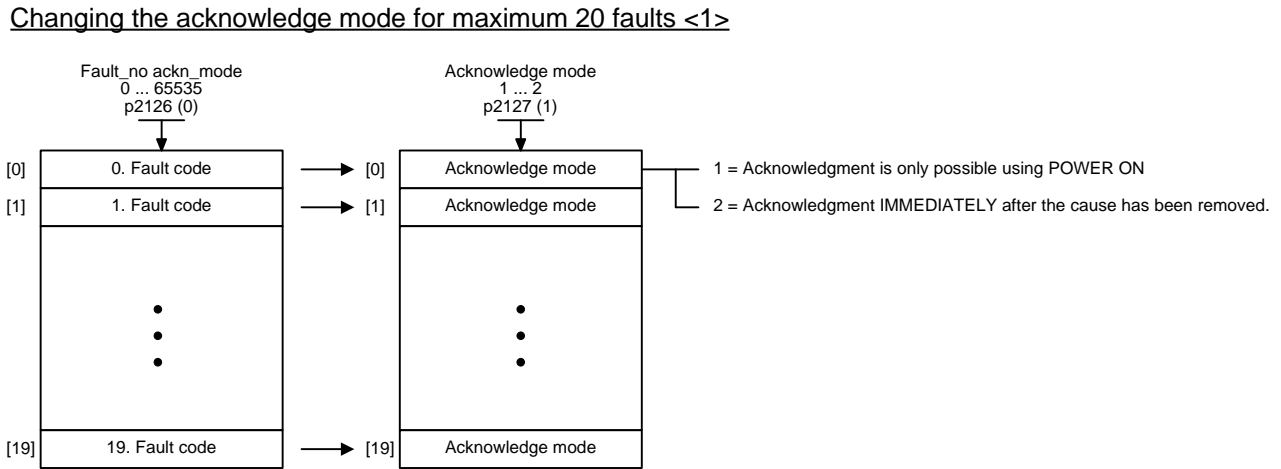 Changing the acknowledge mode for maximum 20 faults <1>
Fault_no ackn_mode
0 ... 65535
p2126 (0)
Acknowledge mode
1 ... 2
p2127 (1)
[0] 0. Fault code [0] Acknowledge mode 1 = Acknowledgment is only possible using POWER ON
[1] 1. Fault code [1] Acknowledge mode 2 = Acknowledgment IMMEDIATELY after the cause has been removed.
[19] 19. Fault code [19] Acknowledge mode